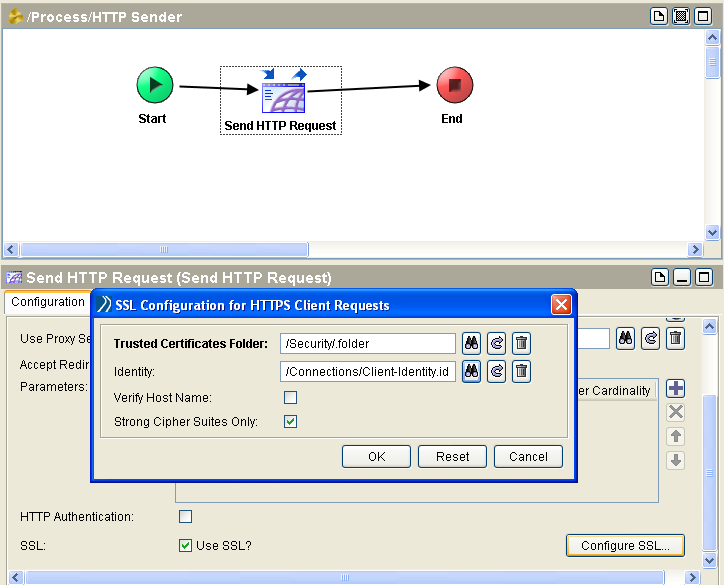 /Process/HTTP Sender
Start
Send HTTP Request
End
Send HTTP Request (Send HTTP Request)
Configuration
SSL Configuration for HTTPS Client Requests
Trusted Certificates Folder: /Security/.folder
Identity: /Connections/Client-Identity.id
Verify Host Name:
Strong Cipher Suites Only:
OK Reset Cancel
Use Proxy Se
Accept Redir
Parameters:
er Cardinality
HTTP Authentication:
SSL: Use SSL? Configure SSL...